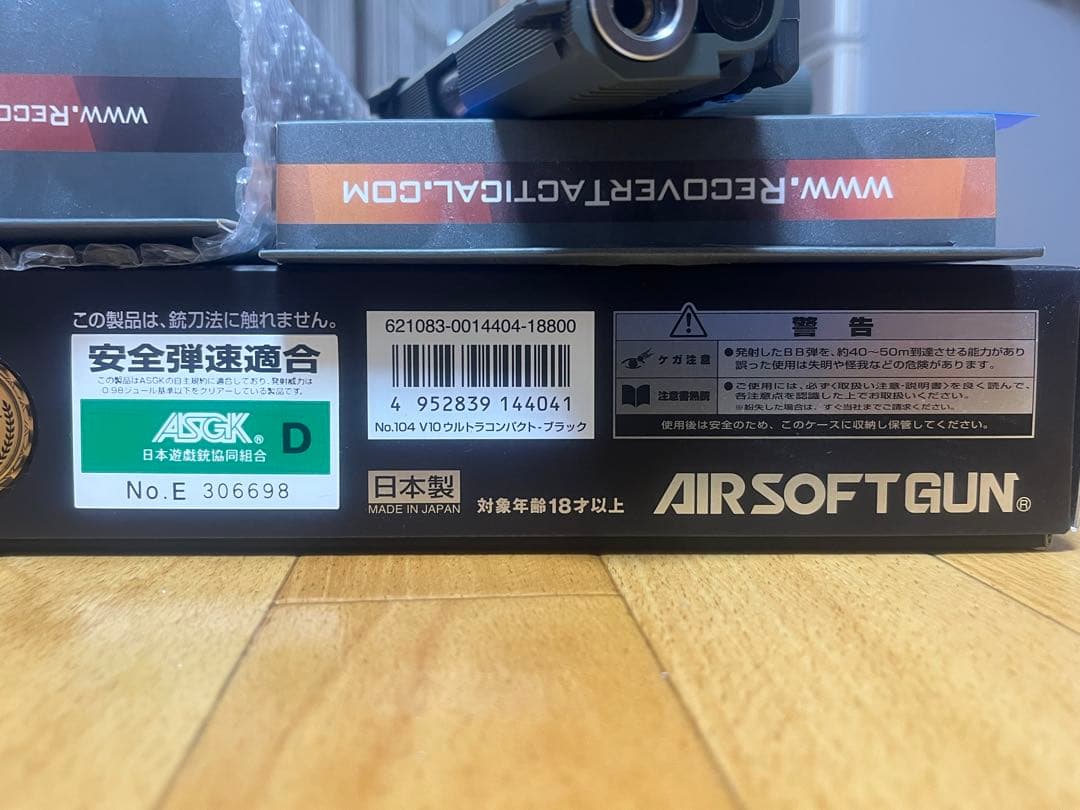 WWW.RECO
WWW.RECOVERTACTICAL.COM
この製品は、銃刀法に触れません。
安全弾速適合
この製品はASGKの自主規約に適合しており、発射威力は
0.98ジュール基準以下をクリアーしている製品です。
ASGK® D
日本遊戯銃協同組合
No.E 306698
621083-0014404-18800
4 952839 144041
No.104 V10ウルトラコンパクト-ブラック
日本製
MADE IN JAPAN
対象年齢18才以上
警告
ケガ注意
●発射したBB弾を、約40~50m到達させる能力があり
誤った使用は失明や怪我などの危険があります。
注意書熟読
●ご使用には、必ず〈取扱い注意・説明書〉を良く読んで、
各注意点を認識した上でお取扱いください。
※紛失した場合は、すぐ当社までご請求ください。
使用後は安全のため、このケースに収納し保管してください。
AIRSOFT GUN®